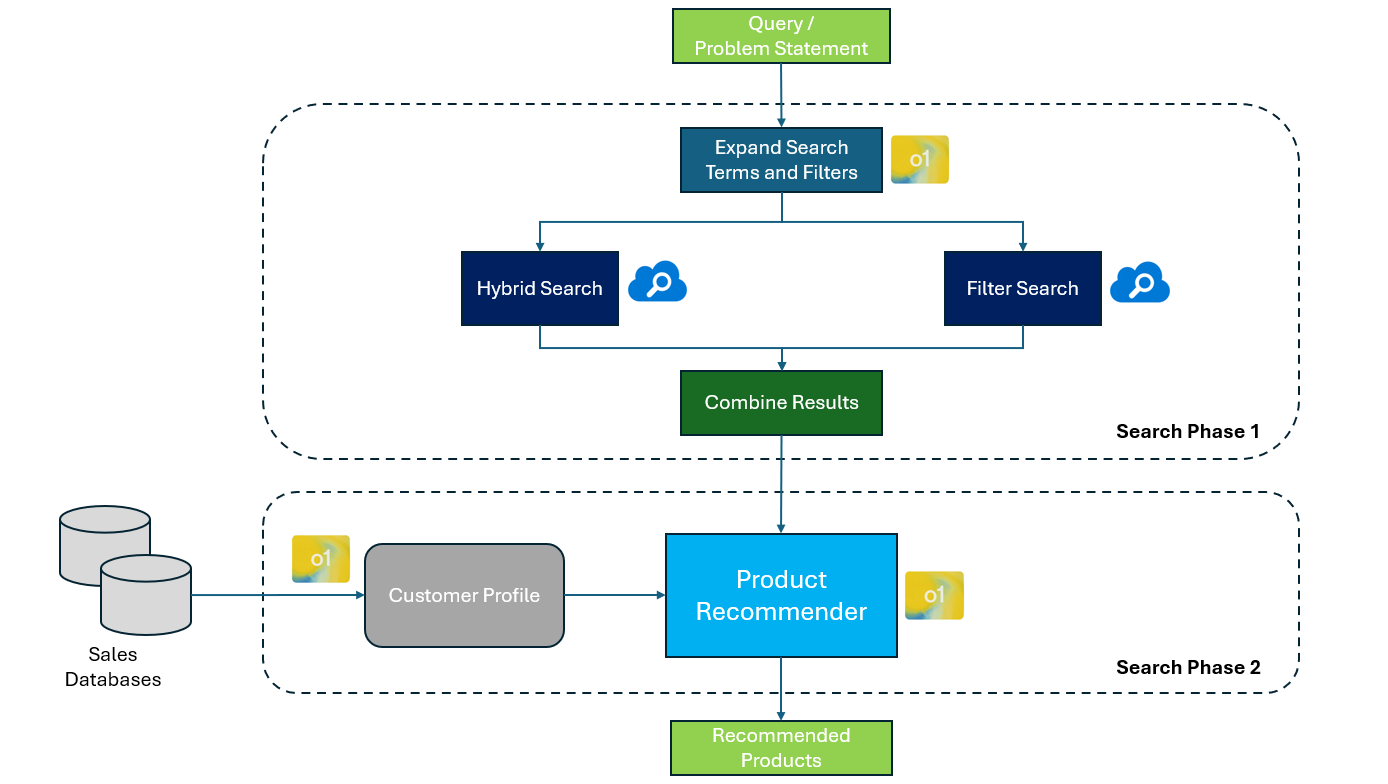 Query /
Problem Statement
Expand Search
Terms and Filters
o1
Hybrid Search
Filter Search
Combine Results
Search Phase 1
o1
Customer Profile
Product
Recommender
o1
Sales
Databases
Search Phase 2
Recommended
Products